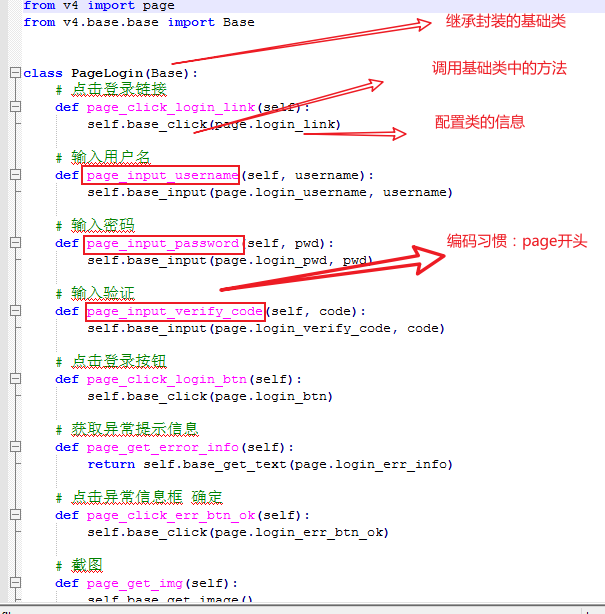 from v4 import page
from v4.base.base import Base
继承封装的基础类
class PageLogin(Base):
调用基础类中的方法
# 点击登录链接
def page_click_login_link(self):
self.base_click(page.login_link)
配置类的信息
# 输入用户名
def page_input_username(self, username):
self.base_input(page.login_username, username)
# 输入密码
def page_input_password(self, pwd):
编码习惯：page开头
self.base_input(page.login_pwd, pwd)
# 输入验证
def page_input_verify_code(self, code):
self.base_input(page.login_verify_code, code)
# 点击登录按钮
def page_click_login_btn(self):
self.base_click(page.login_btn)
# 获取异常提示信息
def page_get_error_info(self):
return self.base_get_text(page.login_err_info)
# 点击异常信息框 确定
def page_click_err_btn_ok(self):
self.base_click(page.login_err_btn_ok)
# 截图
def page_get_img(self):
self.base_get_image()